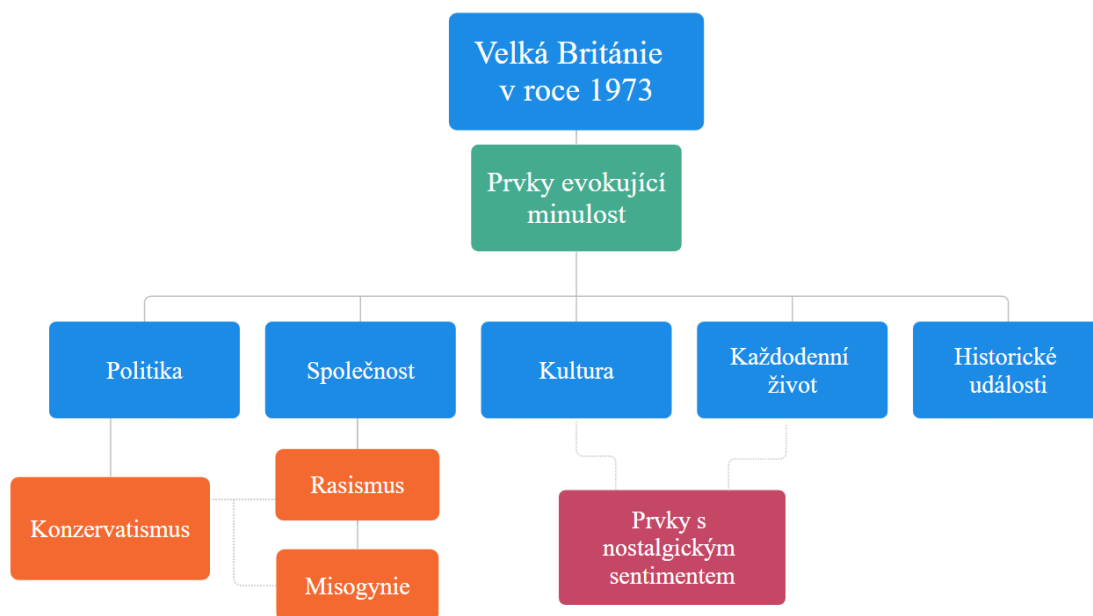 Velká Británie
v roce 1973
Prvky evokující
minulost
Politika
Společnost
Kultura
Každodenní
život
Historické
události
Konzervatismus
Rasismus
Misogynie
Prvky s
nostalgickým
sentimentem